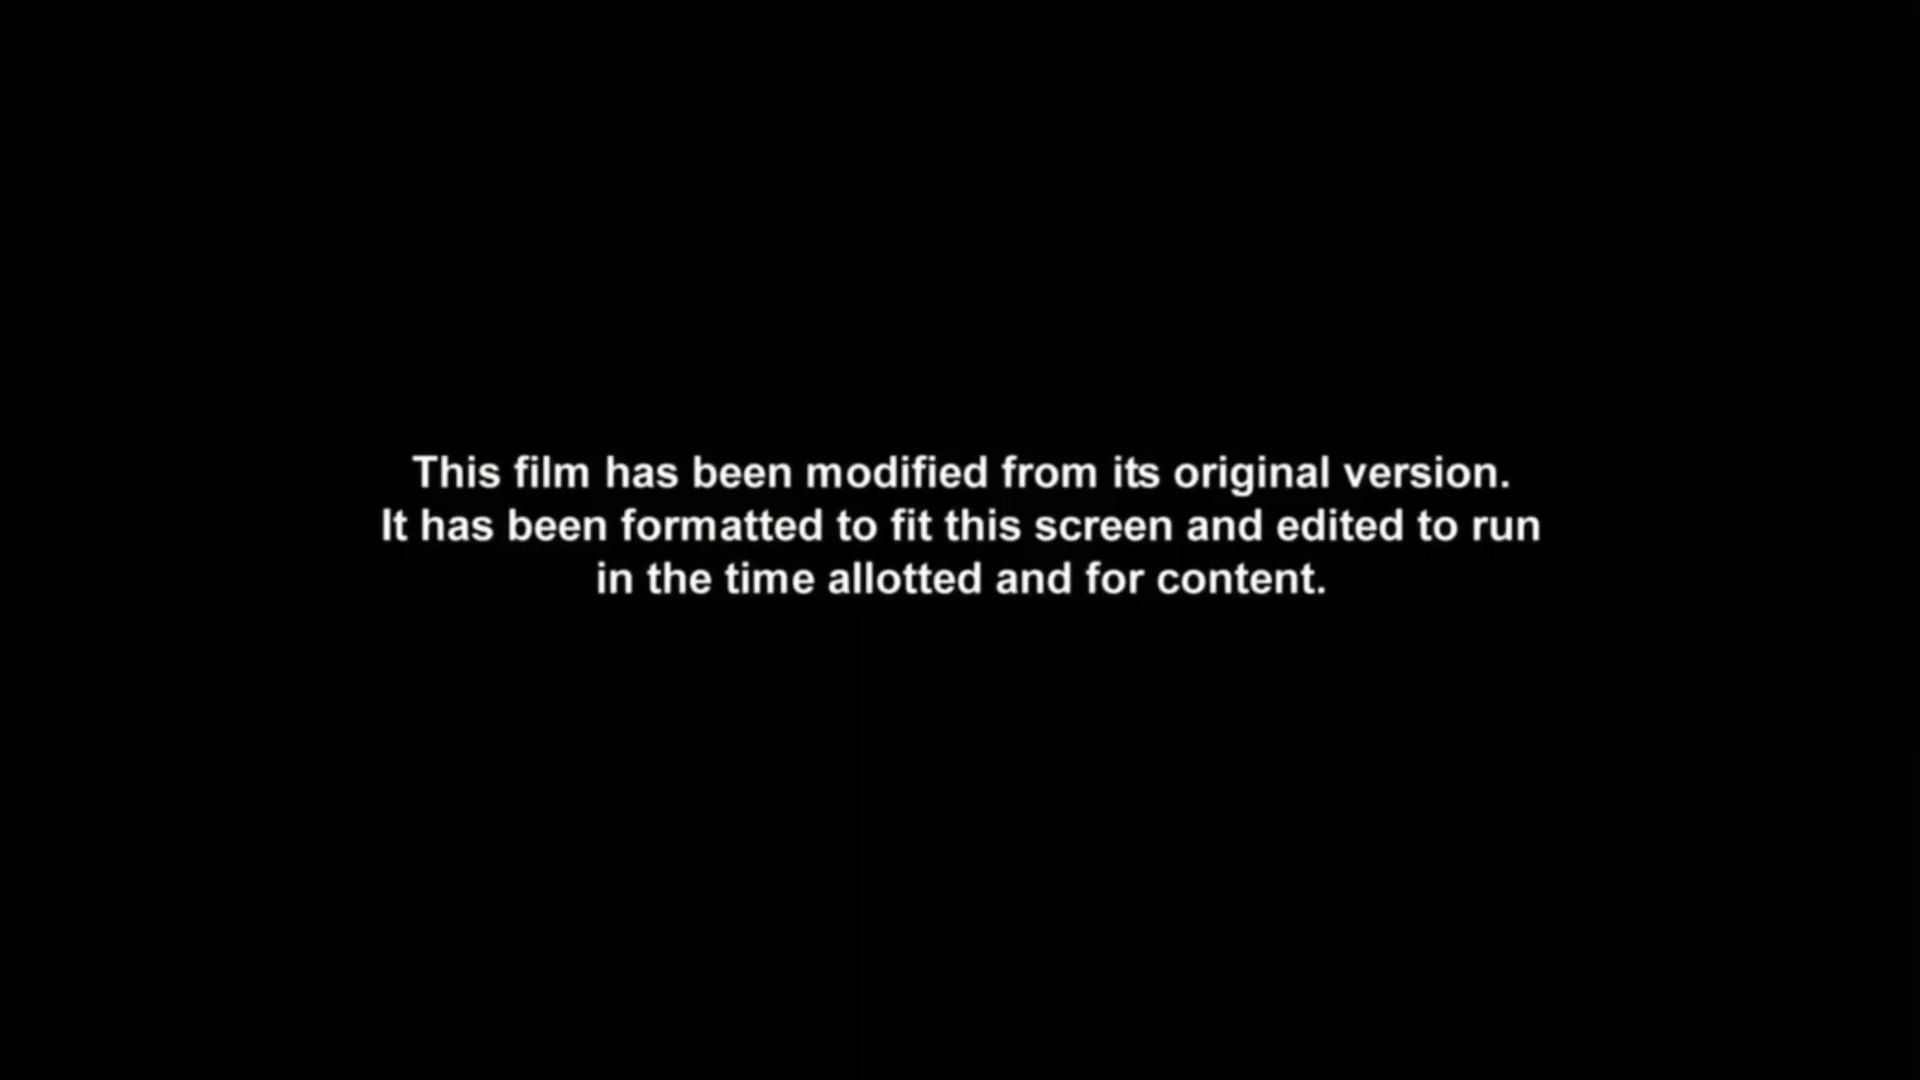 This film has been modified from its original version.
It has been formatted to fit this screen and edited to run
in the time allotted and for content.